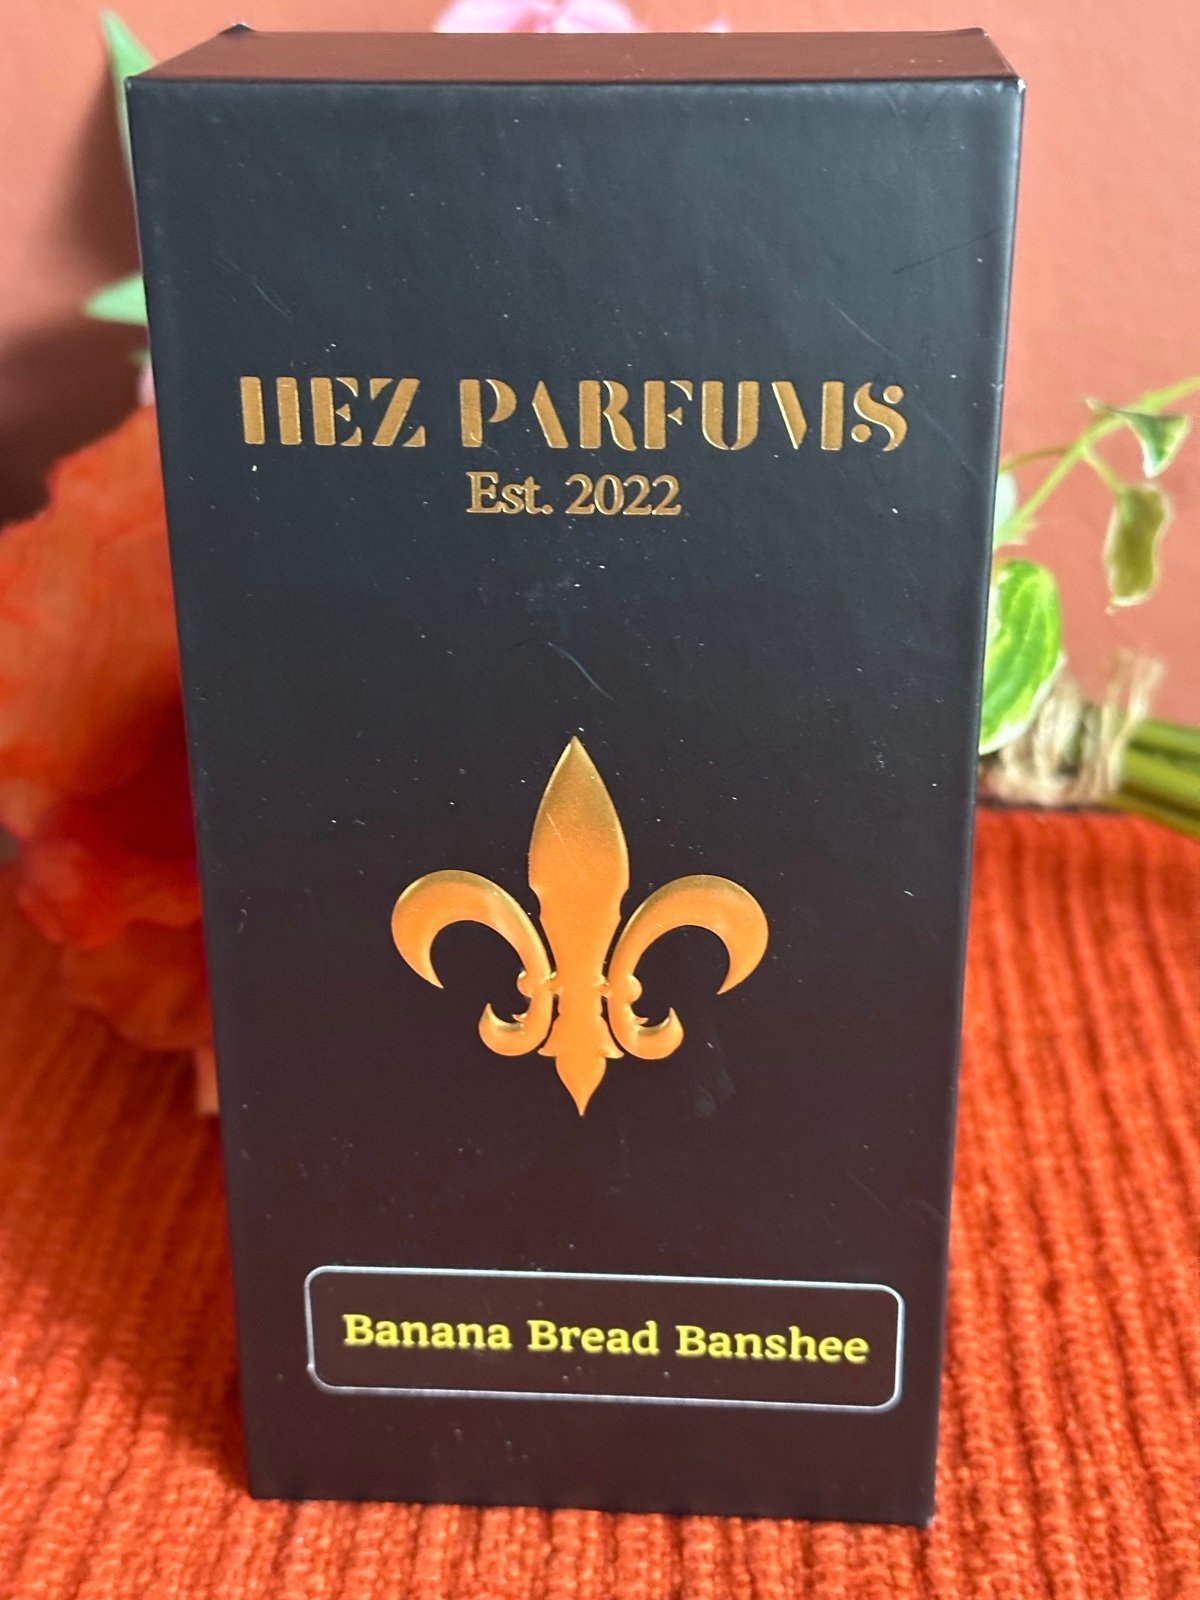 HEZ PARFUMS
Est. 2022
Banana Bread Banshee